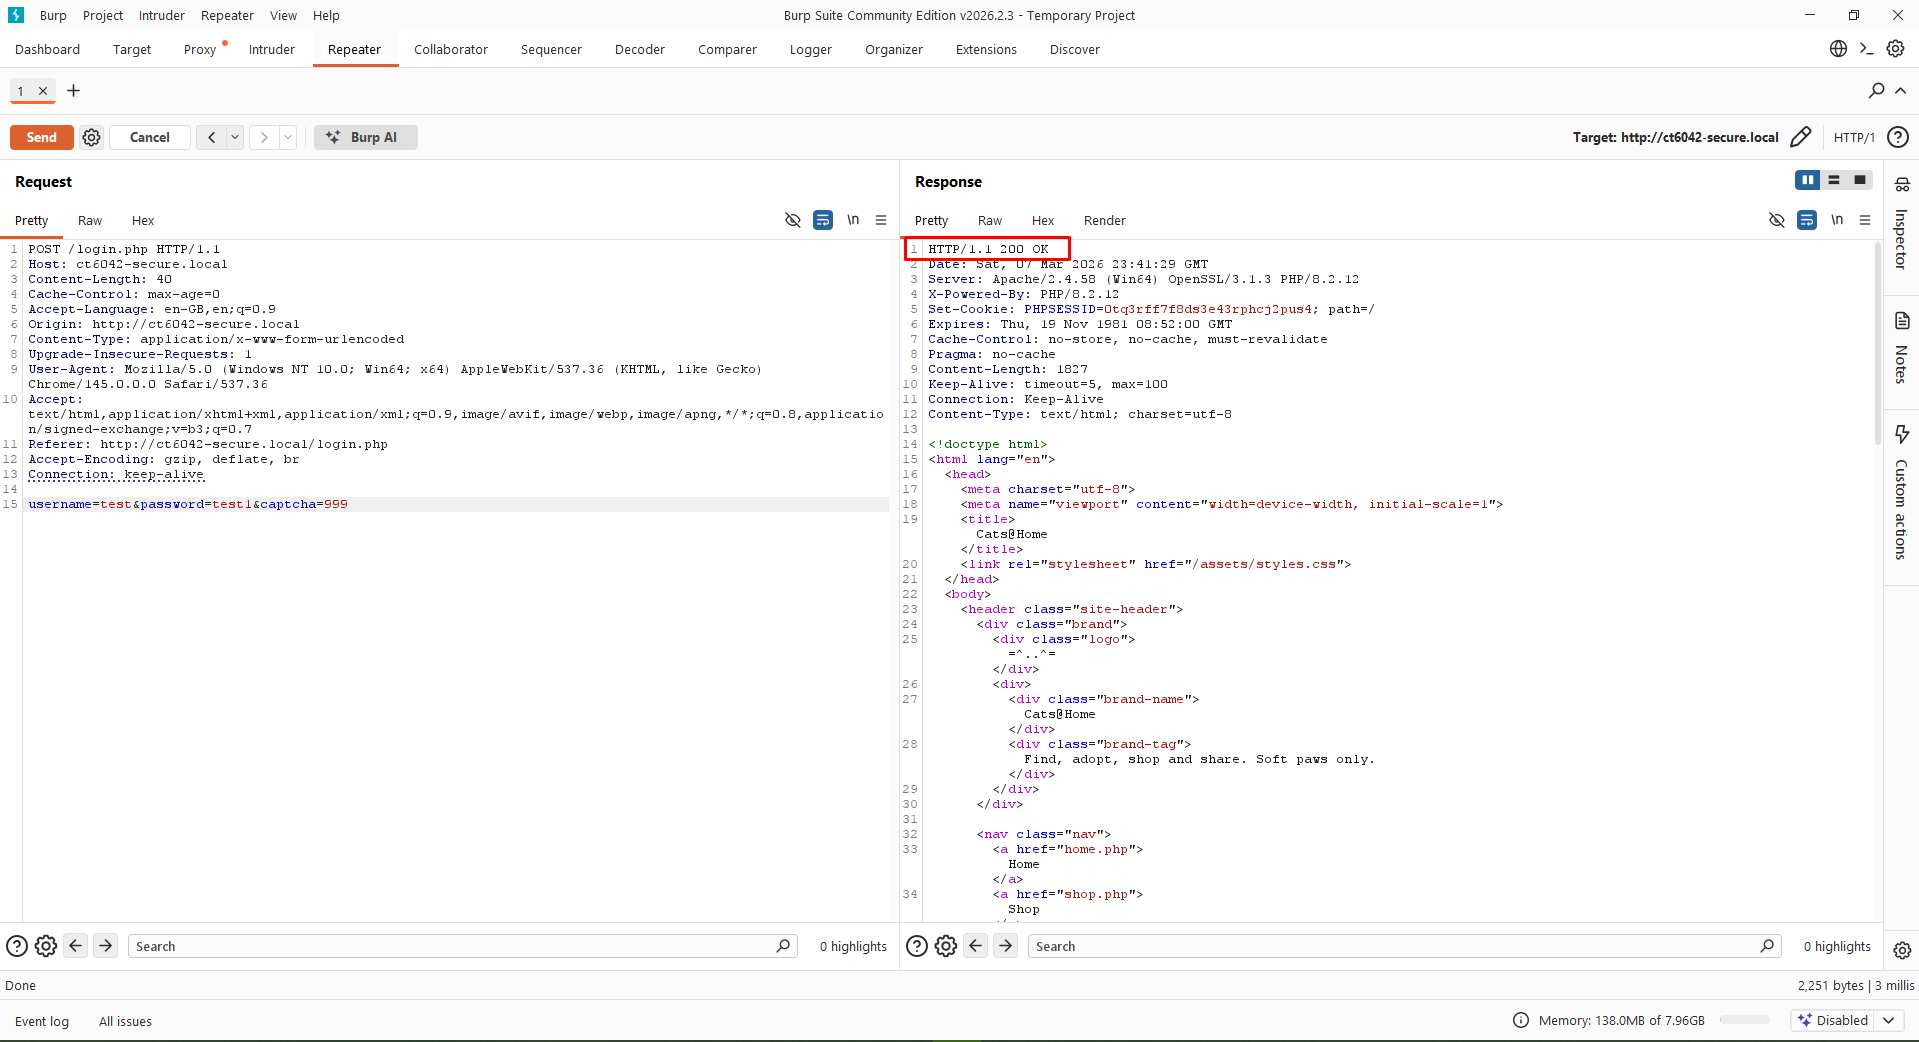 Burp Project Intruder Repeater View Help Burp Suite Community Edition v2026.2.3 - Temporary Project
Dashboard Target Proxy Intruder Repeater Collaborator Sequencer Decoder Comparer Logger Organizer Extensions Discover
1
Send Cancel Burp AI Target: http://ct6042-secure.local HTTP/1
Request
Pretty Raw Hex \n
1 POST /login.php HTTP/1.1
2 Host: ct6042-secure.local
3 Content-Length: 40
4 Cache-Control: max-age=0
5 Accept-Language: en-GB,en;q=0.9
6 Origin: http://ct6042-secure.local
7 Content-Type: application/x-www-form-urlencoded
8 Upgrade-Insecure-Requests: 1
9 User-Agent: Mozilla/5.0 (Windows NT 10.0; Win64; x64) AppleWebKit/537.36 (KHTML, like Gecko)
Chrome/145.0.0.0 Safari/537.36
10 Accept:
text/html,application/xhtml+xml,application/xml;q=0.9,image/avif,image/webp,image/apng,*/*;q=0.8,applicatio
n/signed-exchange;v=b3;q=0.7
11 Referer: http://ct6042-secure.local/login.php
12 Accept-Encoding: gzip, deflate, br
13 Connection: keep-alive
14
15 username=test&password=test1&captcha=999
Search 0 highlights
Response
Pretty Raw Hex Render \n
1 HTTP/1.1 200 OK
2 Date: Sat, 07 Mar 2026 23:41:29 GMT
3 Server: Apache/2.4.58 (Win64) OpenSSL/3.1.3 PHP/8.2.12
4 X-Powered-By: PHP/8.2.12
5 Set-Cookie: PHPSESSID=0tq3rff7f8ds3e43rphcj2pus4; path=/
6 Expires: Thu, 19 Nov 1981 08:52:00 GMT
7 Cache-Control: no-store, no-cache, must-revalidate
8 Pragma: no-cache
9 Content-Length: 1827
10 Keep-Alive: timeout=5, max=100
11 Connection: Keep-Alive
12 Content-Type: text/html; charset=utf-8
13
14 <!doctype html>
15 <html lang="en">
16 <head>
17 <meta charset="utf-8">
18 <meta name="viewport" content="width=device-width, initial-scale=1">
19 <title>
Cats@Home
</title>
20 <link rel="stylesheet" href="/assets/styles.css">
21 </head>
22 <body>
23 <header class="site-header">
24 <div class="brand">
25 <div class="logo">
=^..^=
</div>
26 <div>
27 <div class="brand-name">
Cats@Home
</div>
28 <div class="brand-tag">
Find, adopt, shop and share. Soft paws only.
</div>
29 </div>
30 </div>
31
32 <nav class="nav">
33 <a href="home.php">
Home
</a>
34 <a href="shop.php">
Shop
Search 0 highlights
Inspector
Notes
Custom actions
Done 2,251 bytes | 3 millis
Event log All issues Memory: 138.0MB of 7.96GB Disabled